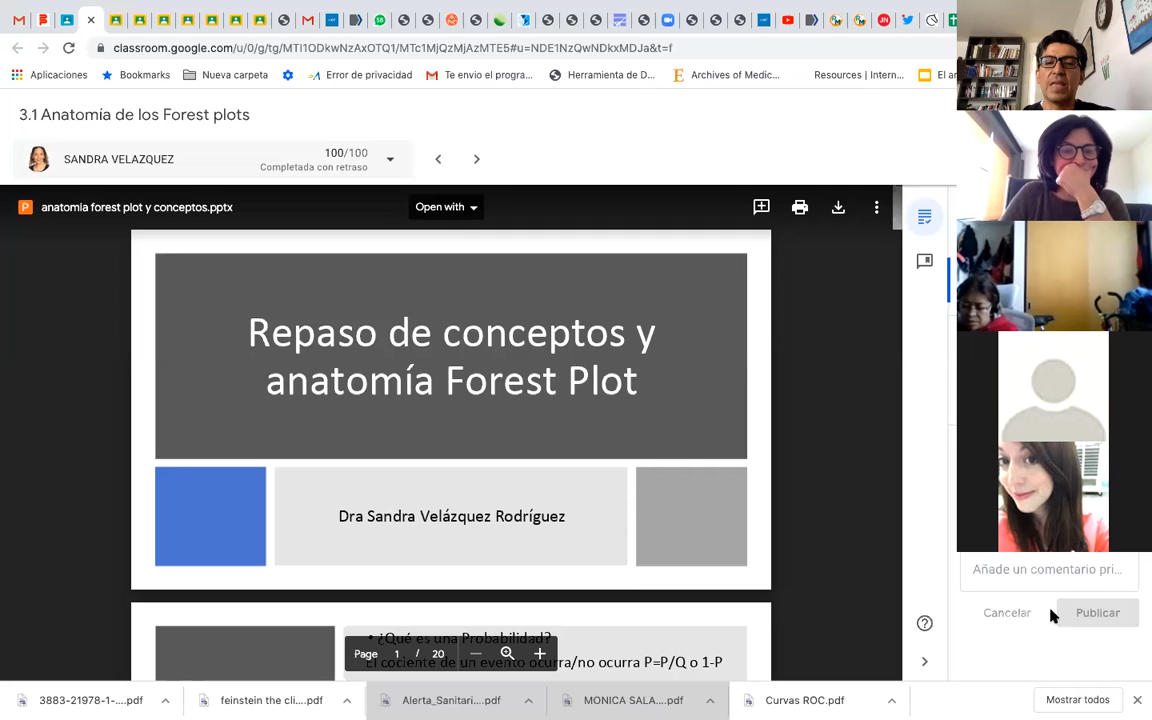 classroom.google.com/u/0/g/tg/MTI1ODkwNzAxOTQ1/MTc1MjQzMjAzMTE5#u=NDE1NzQwNDkxMDJa&t=f
Aplicaciones Bookmarks Nueva carpeta Error de privacidad Te envio el progra... Herramienta de D... Archives of Medic... Resources | Intern... El ar
3.1 Anatomía de los Forest plots
SANDRA VELAZQUEZ
100/100
Completada con retraso
anatomia forest plot y conceptos.pptx
Open with
Repaso de conceptos y
anatomía Forest Plot
Dra Sandra Velázquez Rodríguez
• ¿Qué es una Probabilidad?
El cociente de un evento ocurra/no ocurra P=P/Q o 1-P
Page 1 / 20
Añade un comentario pri...
Cancelar Publicar
3883-21978-1-....pdf feinstein the cli....pdf Alerta_Sanitari....pdf MONICA SALA....pdf Curvas ROC.pdf Mostrar todos